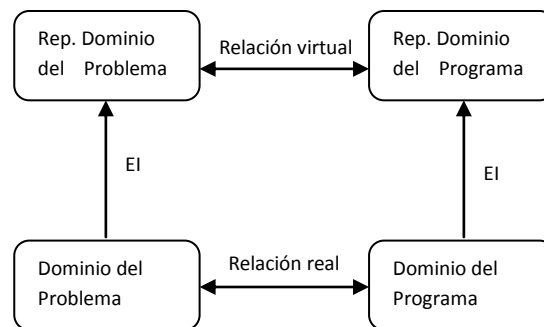 Rep. Dominio
del Problema
Relación virtual
Rep. Dominio
del Programa
EI
EI
Dominio del
Problema
Relación real
Dominio del
Programa